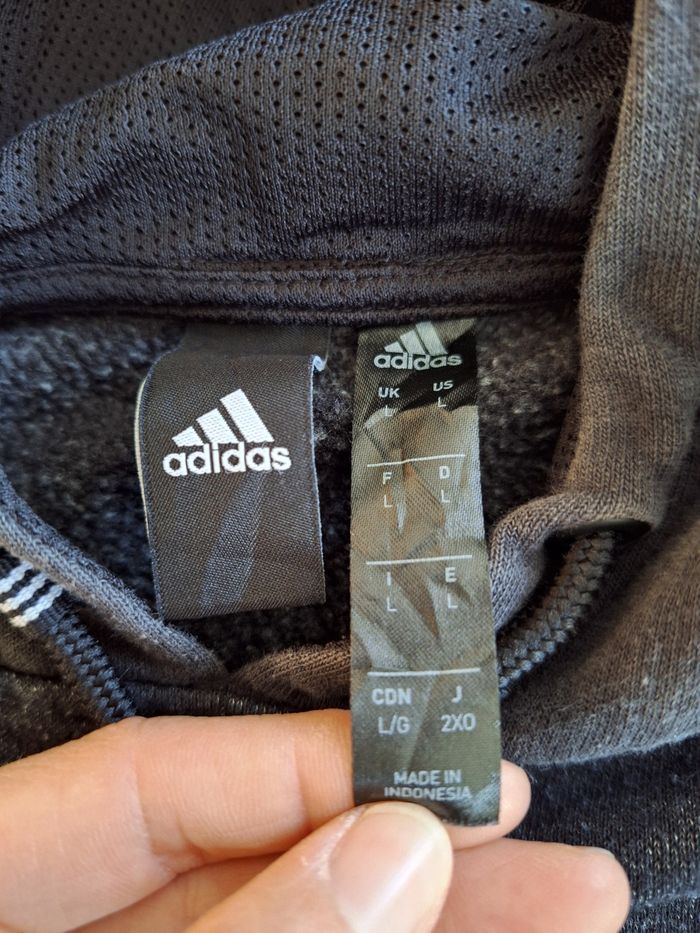 adidas
adidas
UK US
L L
F D
L L
I E
L L
CDN J
L/G 2XO
MADE IN
INDONESIA